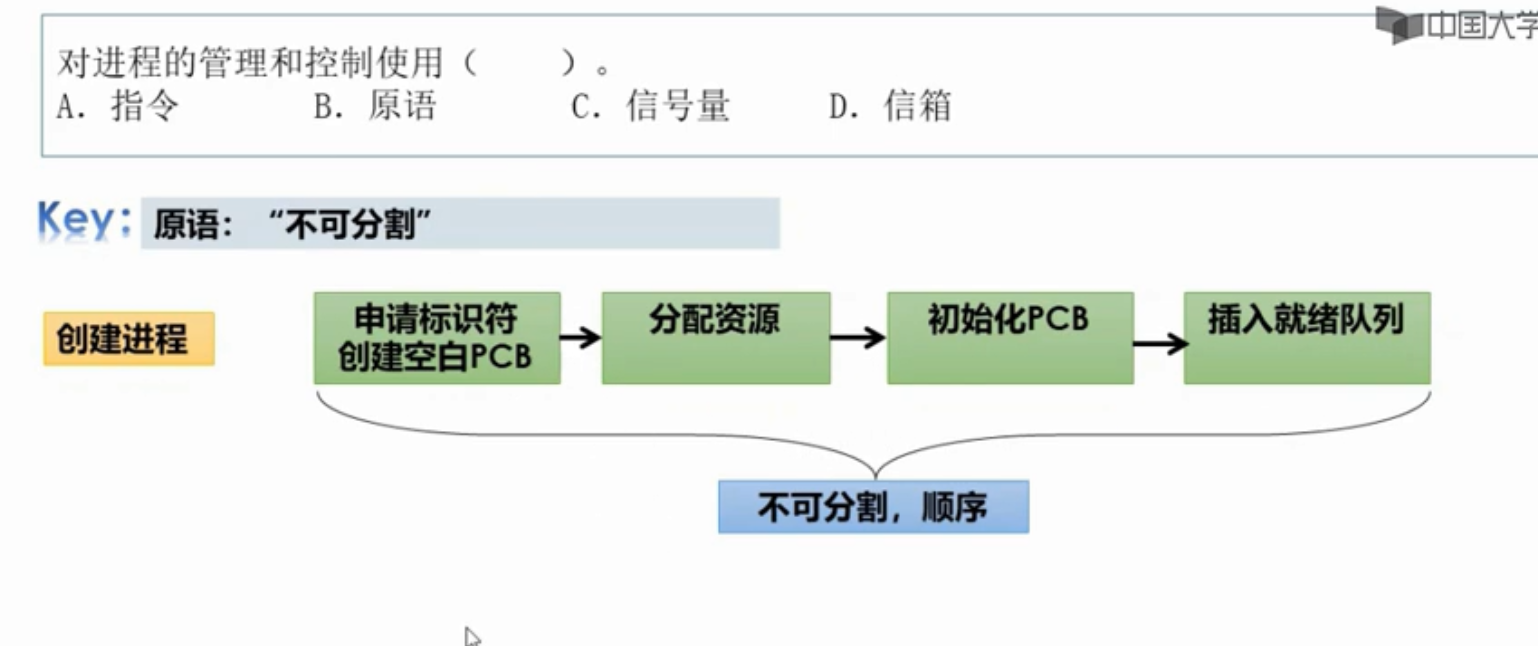 中国大学
对进程的管理和控制使用（　　）。
A. 指令　　B. 原语　　C. 信号量　　D. 信箱
Key: 原语：“不可分割”
创建进程
申请标识符
创建空白PCB
分配资源
初始化PCB
插入就绪队列
不可分割，顺序